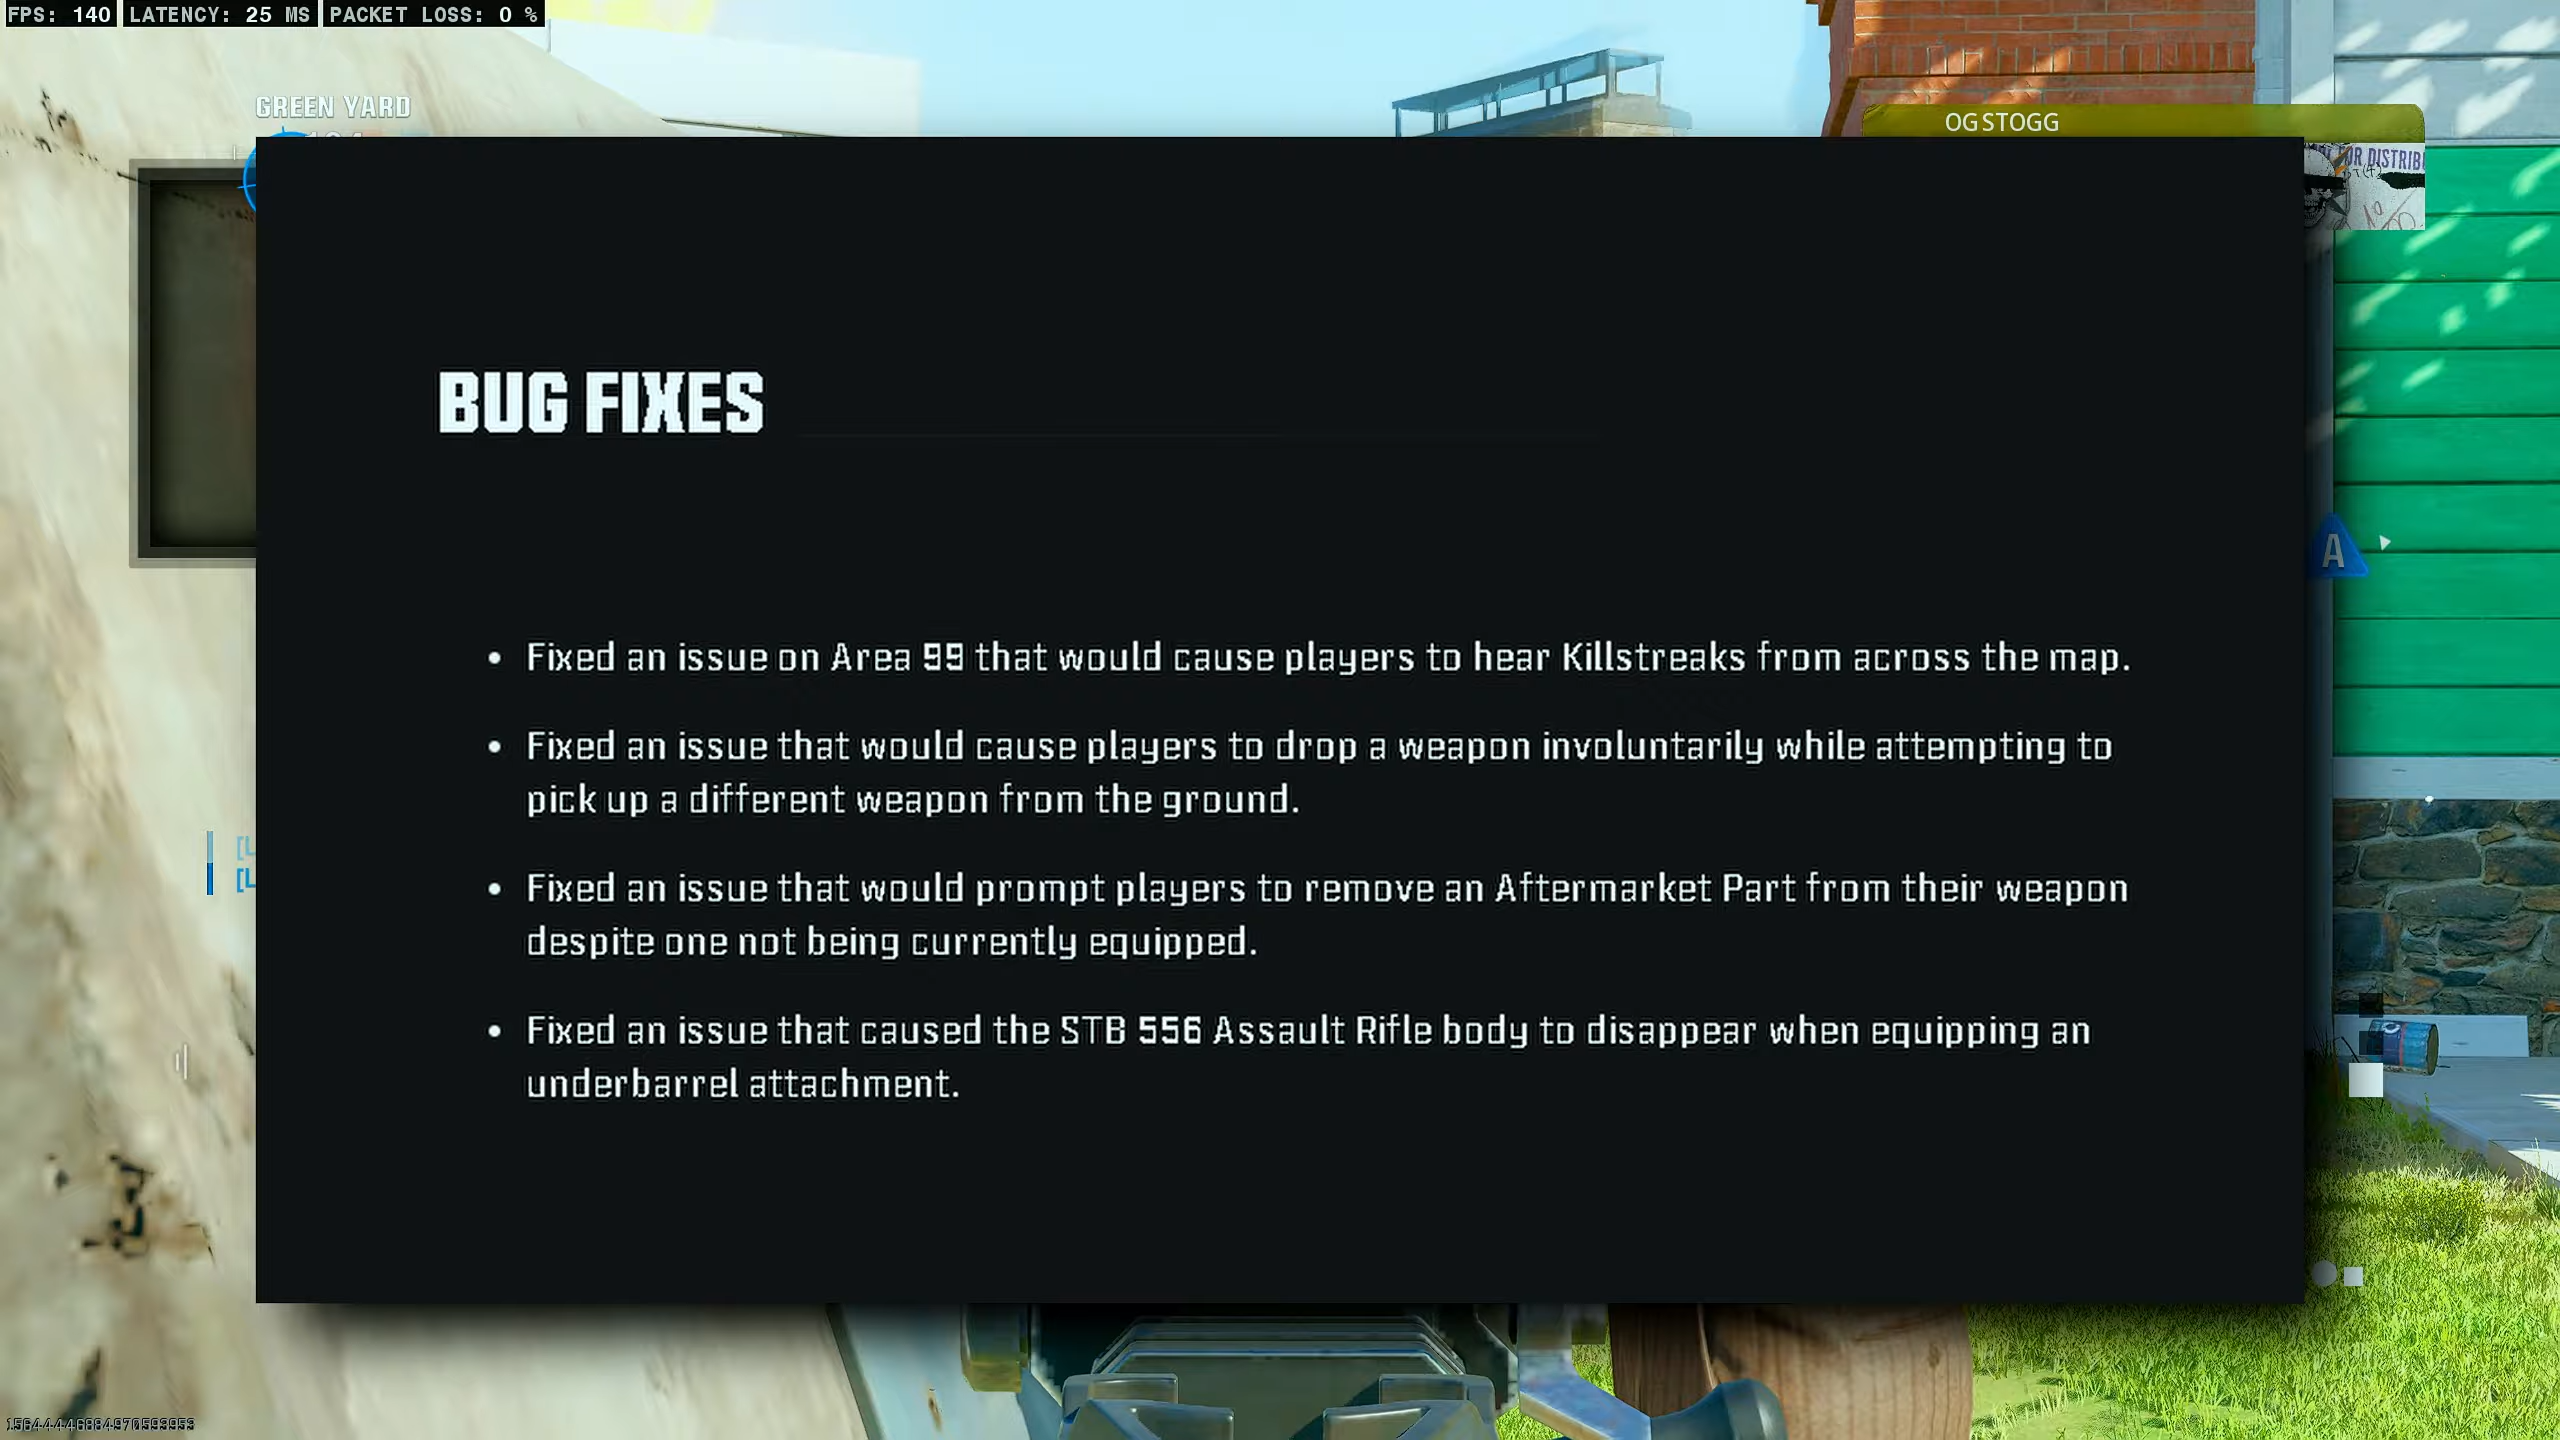 FPS: 140 LATENCY: 25 MS PACKET LOSS: 0 %
GREEN YARD
OGSTOGG
FOR DISTRIB
BUG FIXES
• Fixed an issue on Area 99 that would cause players to hear Killstreaks from across the map.
• Fixed an issue that would cause players to drop a weapon involuntarily while attempting to
pick up a different weapon from the ground.
• Fixed an issue that would prompt players to remove an Aftermarket Part from their weapon
despite one not being currently equipped.
A
• Fixed an issue that caused the STB 556 Assault Rifle body to disappear when equipping an
underbarrel attachment.
[L
[L